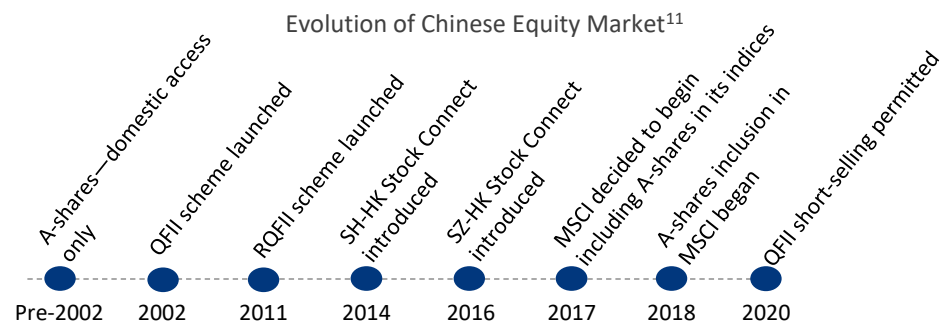 Evolution of Chinese Equity Market11
A-shares—domestic access
only
QFII scheme launched
RQFII scheme launched
SH-HK Stock Connect
introduced
SZ-HK Stock Connect
introduced
MSCI decided to begin
including A-shares in its indices
A-shares inclusion in
MSCI began
QFII short-selling permitted
Pre-2002
2002
2011
2014
2016
2017
2018
2020